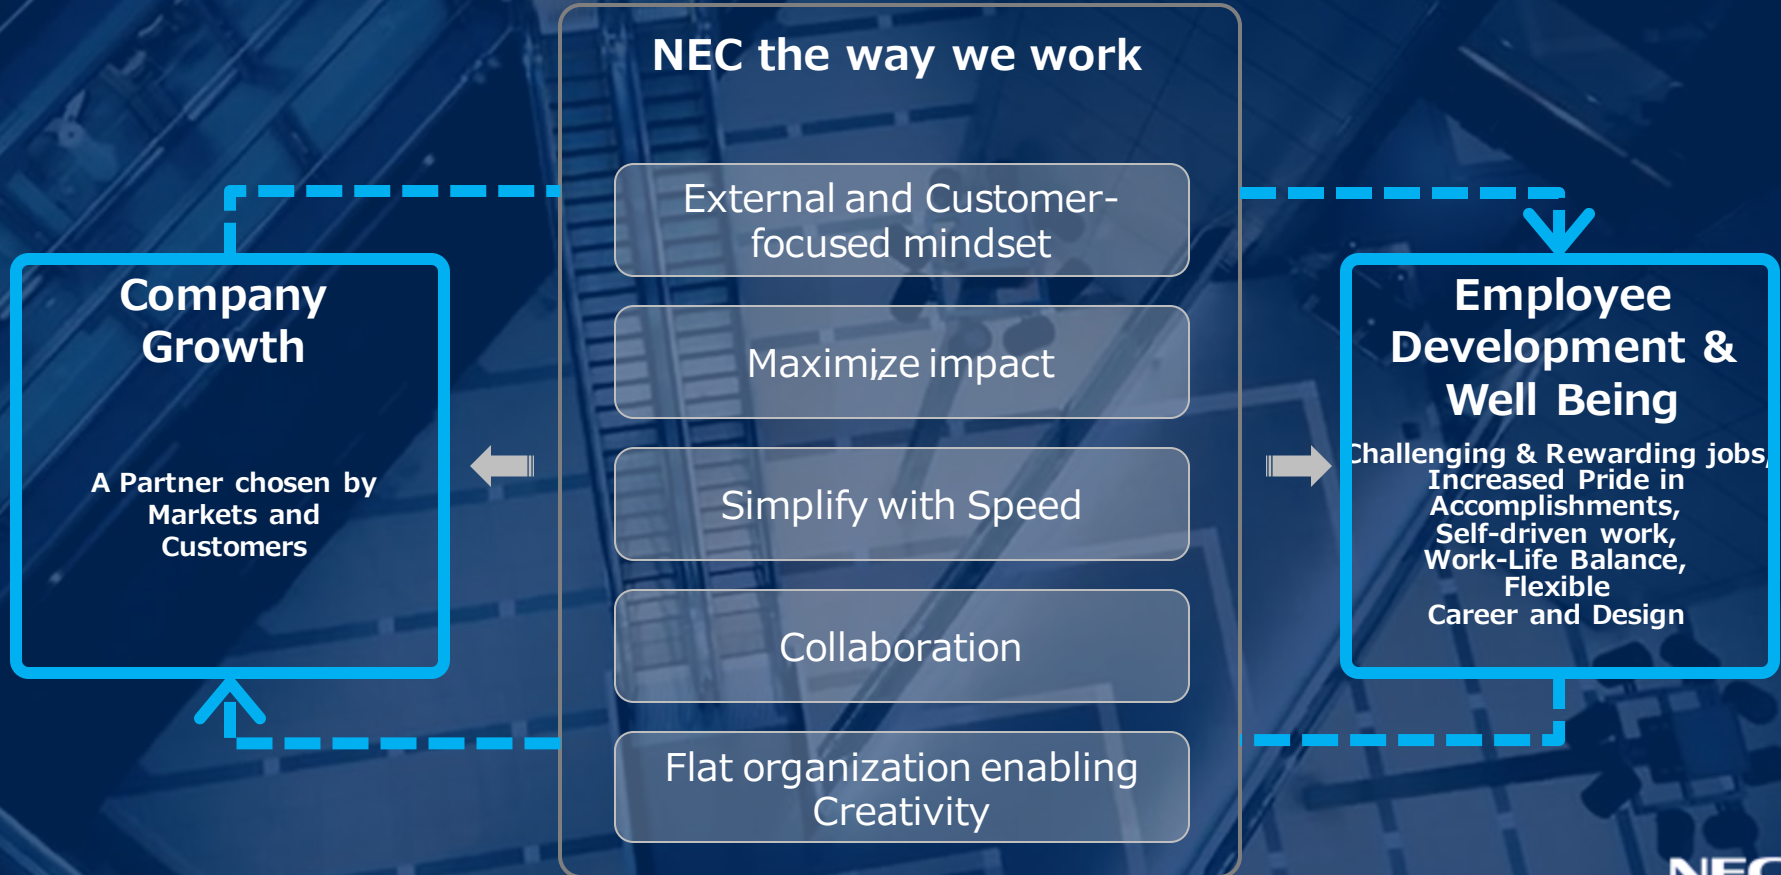 NEC the way we work
External and Customer-
focused mindset
Maximize impact
Simplify with Speed
Collaboration
Flat organization enabling
Creativity
Company
Growth
A Partner chosen by
Markets and
Customers
Employee
Development &
Well Being
Challenging & Rewarding jobs,
Increased Pride in
Accomplishments,
Self-driven work,
Work-Life Balance,
Flexible
Career and Design
NEC